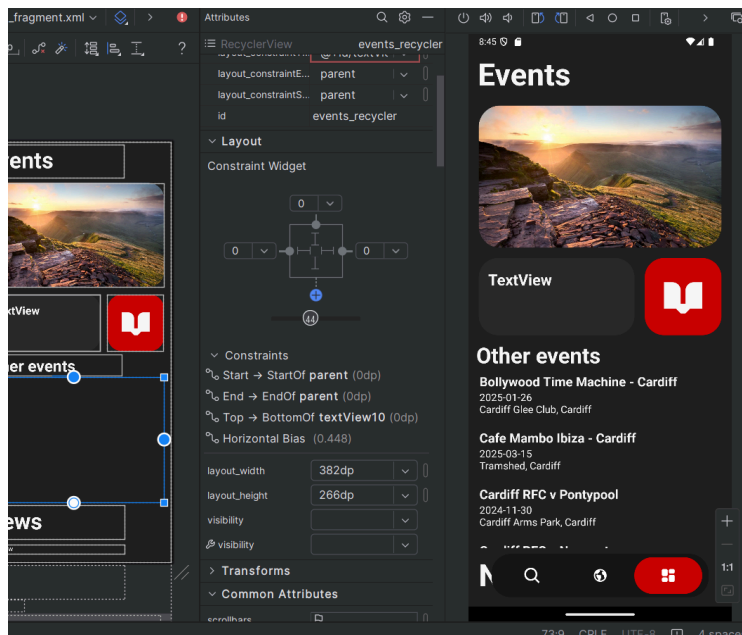 _fragment.xml
Attributes
RecyclerView
events_recycler
layout_constraintE...
parent
layout_constraintS...
parent
id
events_recycler
Layout
Constraint Widget
0
0
0
44
Constraints
Start → StartOf parent (0dp)
End → EndOf parent (0dp)
Top → BottomOf textView10 (0dp)
Horizontal Bias (0.448)
layout_width
382dp
layout_height
266dp
visibility
visibility
Transforms
Common Attributes
scrollbars
?
ents
xtView
er events
ews
8:45
Events
TextView
Other events
Bollywood Time Machine - Cardiff
2025-01-26
Cardiff Glee Club, Cardiff
Cafe Mambo Ibiza - Cardiff
2025-03-15
Tramshed, Cardiff
Cardiff RFC v Pontypool
2024-11-30
Cardiff Arms Park, Cardiff
N
1:1
73:9 CRLF UTF-8 4 space